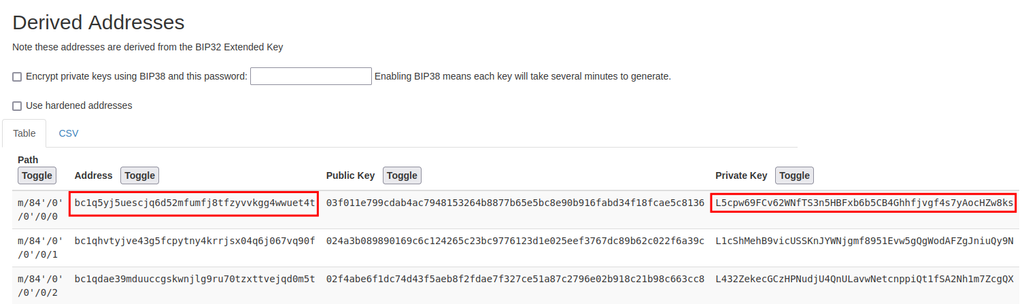 Derived Addresses
Note these addresses are derived from the BIP32 Extended Key
Encrypt private keys using BIP38 and this password: Enabling BIP38 means each key will take several minutes to generate.
Use hardened addresses
Table CSV
Path
Toggle Address Toggle Public Key Toggle Private Key Toggle
m/84'/0' bc1q5yj5uescjq6d52mfumfj8tfzyvvkgg4wwuet4t 03f011e799cdab4ac7948153264b8877b65e5bc8e90b916fabd34f18fcae5c8136 L5cpw69FCv62WNfTS3n5HBFxb6b5CB4Ghhfjvgf4s7yAocHZw8ks
/0'/0/0
m/84'/0' bc1qhvtyjve43g5fcpytny4krrjsx04q6j067vq90f 024a3b089890169c6c124265c23bc9776123d1e025eef3767dc89b62c022f6a39c L1cShMehB9vicUSSKnJYWNjgmf8951Evw5gQgWodAFZgJniuQy9N
/0'/0/1
m/84'/0' bc1qdae39mduuccgskwnjlg9ru70tzxttvejqd0m5t 02f4abe6f1dc74d43f5aeb8f2fdae7f327ce51a87c2796e02b918c21b98c663cc8 L432ZekecGCzHPNudjU4QnULavwNetcnppiQt1fSA2Nh1m7ZcgQX
/0'/0/2